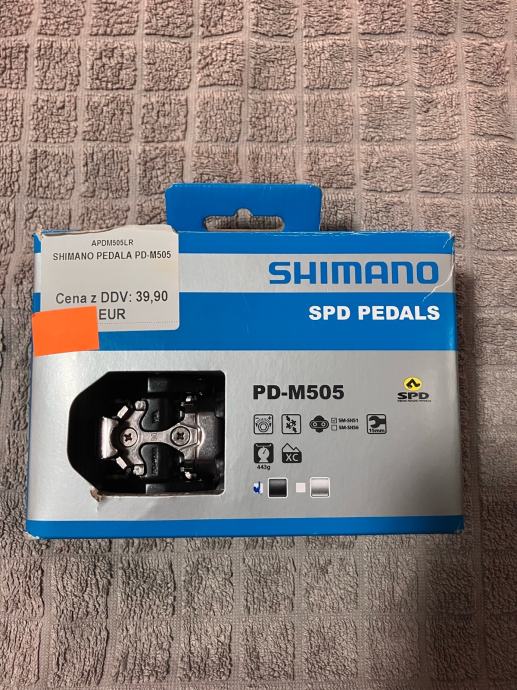 APDM505LR
SHIMANO PEDALA PD-M505
Cena z DDV: 39,90
EUR
SHIMANO
SPD PEDALS
PD-M505
SPD
SM-SH51
SM-SH56
15mm
443g
XC